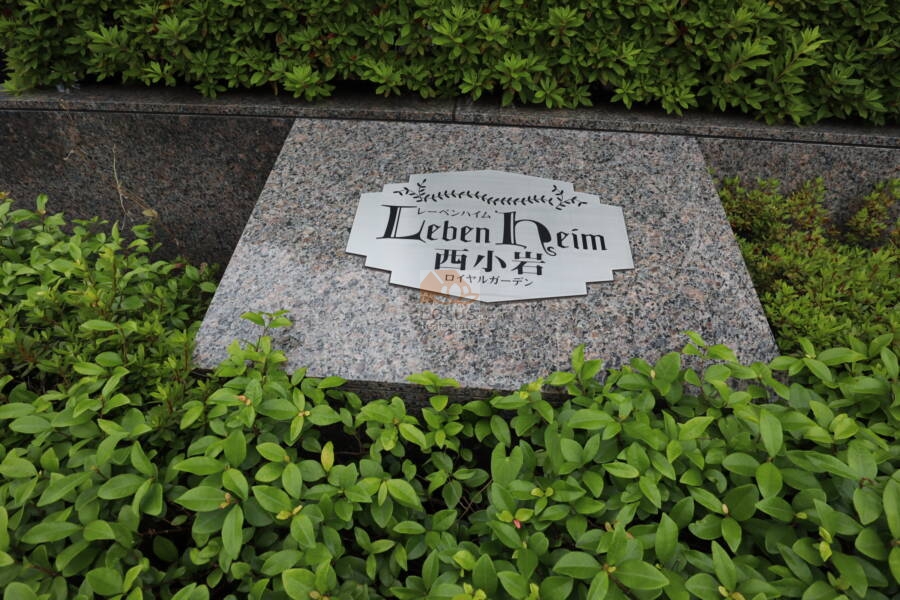 レーベンハイム
Leben heim
西小岩
ロイヤルガーデン